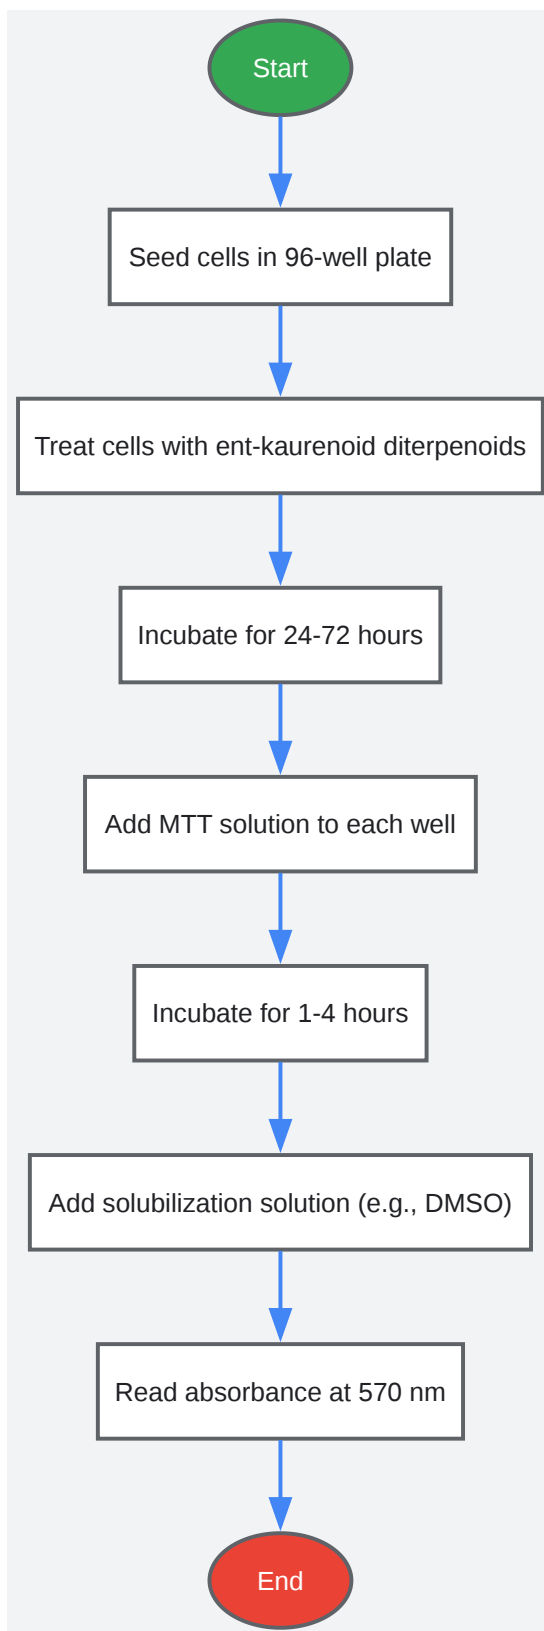 Start
Seed cells in 96-well plate
Treat cells with ent-kaurenoid diterpenoids
Incubate for 24-72 hours
Add MTT solution to each well
Incubate for 1-4 hours
Add solubilization solution (e.g., DMSO)
Read absorbance at 570 nm
End